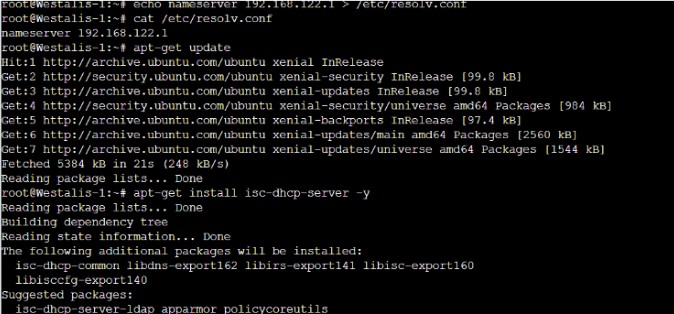 root@Westalis-1:~# echo nameserver 192.168.122.1 > /etc/resolv.conf
root@Westalis-1:~# cat /etc/resolv.conf
nameserver 192.168.122.1
root@Westalis-1:~# apt-get update
Hit:1 http://archive.ubuntu.com/ubuntu xenial InRelease
Get:2 http://security.ubuntu.com/ubuntu xenial-security InRelease [99.8 kB]
Get:3 http://archive.ubuntu.com/ubuntu xenial-updates InRelease [99.8 kB]
Get:4 http://security.ubuntu.com/ubuntu xenial-security/universe amd64 Packages [984 kB]
Get:5 http://archive.ubuntu.com/ubuntu xenial-backports InRelease [97.4 kB]
Get:6 http://archive.ubuntu.com/ubuntu xenial-updates/main amd64 Packages [2560 kB]
Get:7 http://archive.ubuntu.com/ubuntu xenial-updates/universe amd64 Packages [1544 kB]
Fetched 5384 kB in 21s (248 kB/s)
Reading package lists... Done
root@Westalis-1:~# apt-get install isc-dhcp-server -y
Reading package lists... Done
Building dependency tree
Reading state information... Done
The following additional packages will be installed:
isc-dhcp-common libdns-export162 libirs-export141 libisc-export160
libisccfg-export140
Suggested packages:
isc-dhcp-server-ldap apparmor policycoreutils